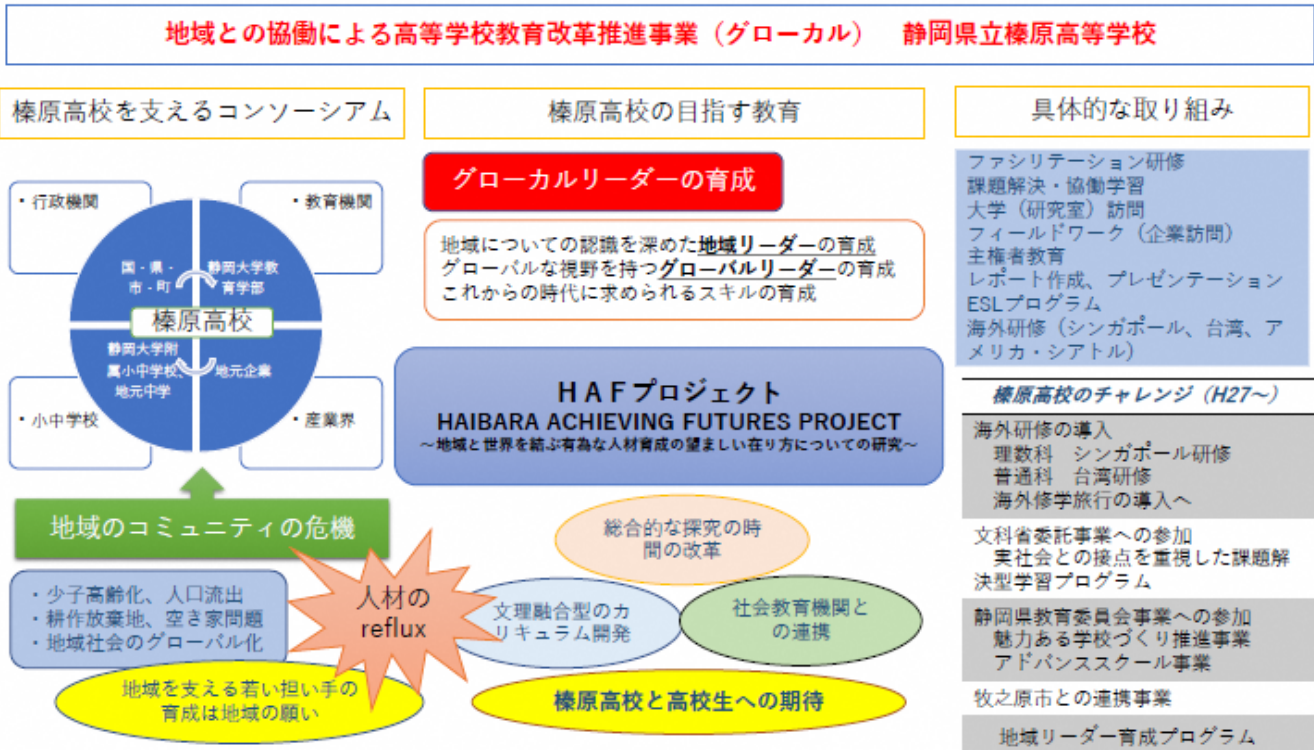 地域との協働による高等学校教育改革推進事業（グローカル）　静岡県立榛原高等学校
榛原高校を支えるコンソーシアム
・行政機関
・教育機関
国・県・
市・町
静岡大学教
育学部
榛原高校
静岡大学附
属小中学校、
地元中学
地元企業
・小中学校
・産業界
地域のコミュニティの危機
・少子高齢化、人口流出
・耕作放棄地、空き家問題
・地域社会のグローバル化
人材の
reflux
地域を支える若い担い手の
育成は地域の願い
榛原高校の目指す教育
グローカルリーダーの育成
地域についての認識を深めた地域リーダーの育成
グローバルな視野を持つグローバルリーダーの育成
これからの時代に求められるスキルの育成
ＨＡＦプロジェクト
HAIBARA ACHIEVING FUTURES PROJECT
～地域と世界を結ぶ有為な人材育成の望ましい在り方についての研究～
総合的な探究の時
間の改革
文理融合型のカ
リキュラム開発
社会教育機関と
の連携
榛原高校と高校生への期待
具体的な取り組み
ファシリテーション研修
課題解決・協働学習
大学（研究室）訪問
フィールドワーク（企業訪問）
主権者教育
レポート作成、プレゼンテーション
ESLプログラム
海外研修（シンガポール、台湾、ア
メリカ・シアトル）
榛原高校のチャレンジ（H27～）
海外研修の導入
理数科　シンガポール研修
普通科　台湾研修
海外修学旅行の導入へ
文科省委託事業への参加
実社会との接点を重視した課題解
決型学習プログラム
静岡県教育委員会事業への参加
魅力ある学校づくり推進事業
アドバンススクール事業
牧之原市との連携事業
地域リーダー育成プログラム